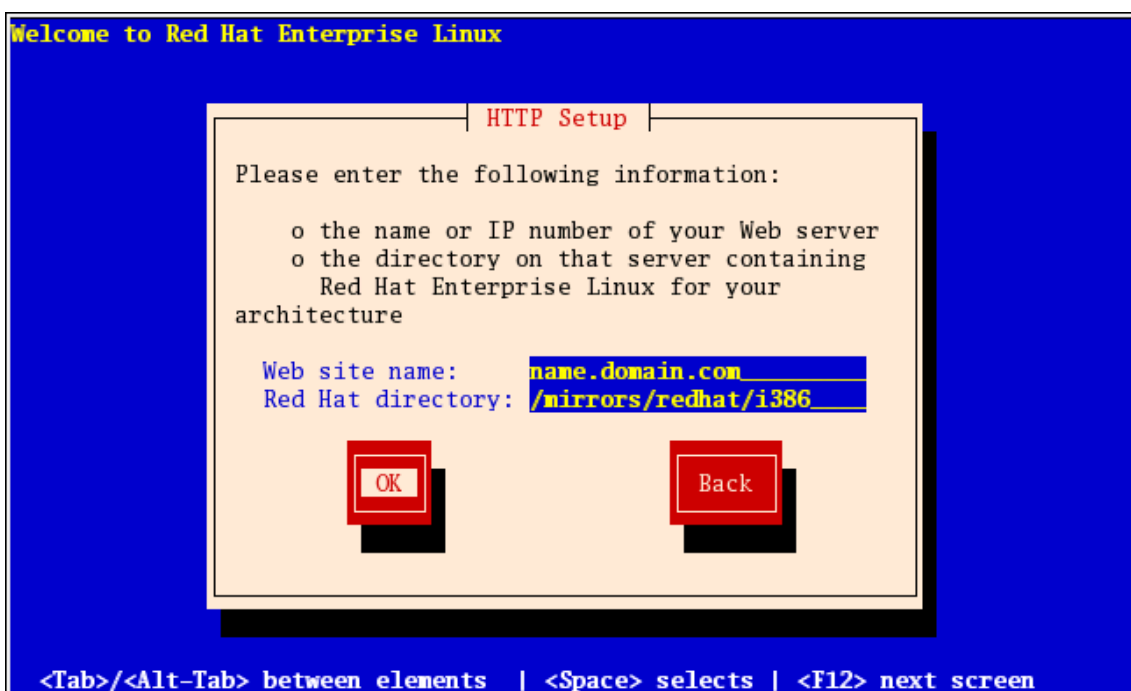 Welcome to Red Hat Enterprise Linux
HTTP Setup
Please enter the following information:
o the name or IP number of your Web server
o the directory on that server containing
Red Hat Enterprise Linux for your
architecture
Web site name: name.domain.com
Red Hat directory: /mirrors/redhat/i386
OK Back
<Tab>/<Alt-Tab> between elements | <Space> selects | <F12> next screen